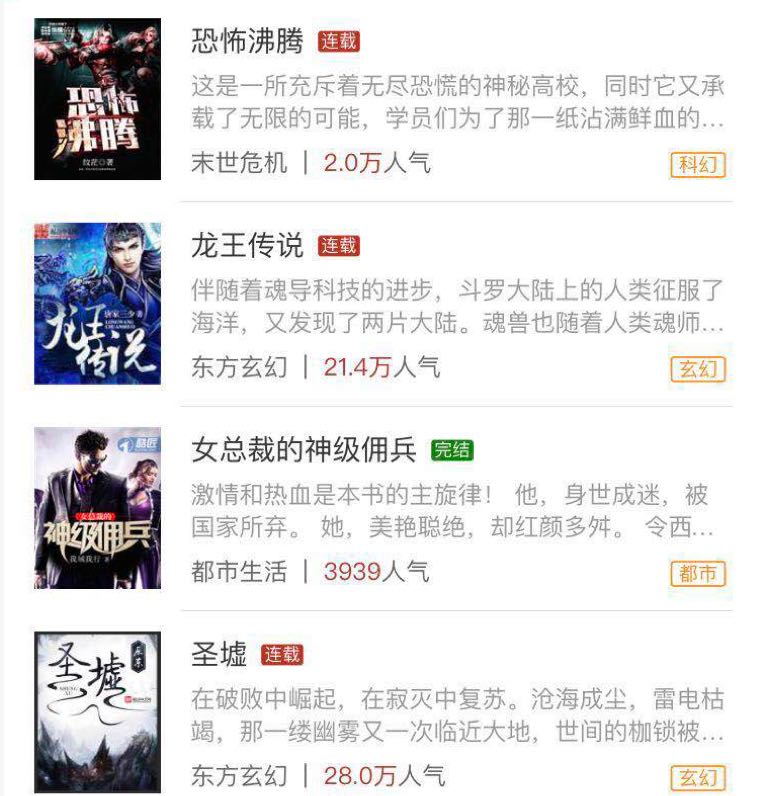 恐怖沸腾 连载
这是一所充斥着无尽恐慌的神秘高校，同时它又承
载了无限的可能，学员们为了那一纸沾满鲜血的…
末世危机 | 2.0万人气 科幻
恐怖
沸腾
纹茫◎著
龙王传说 连载
伴随着魂导科技的进步，斗罗大陆上的人类征服了
海洋，又发现了两片大陆。魂兽也随着人类魂师…
东方玄幻 | 21.4万人气 玄幻
唐家三少 著
龙王
传说
女总裁的神级佣兵 完结
激情和热血是本书的主旋律！ 他，身世成迷，被
国家所弃。 她，美艳聪绝，却红颜多舛。 令西…
都市生活 | 3939人气 都市
酷匠
女总裁的
神级佣兵
我域我行 著
圣墟 连载
在破败中崛起，在寂灭中复苏。沧海成尘，雷电枯
竭，那一缕幽雾又一次临近大地，世间的枷锁被…
东方玄幻 | 28.0万人气 玄幻
圣墟
辰东
SHENG
XU